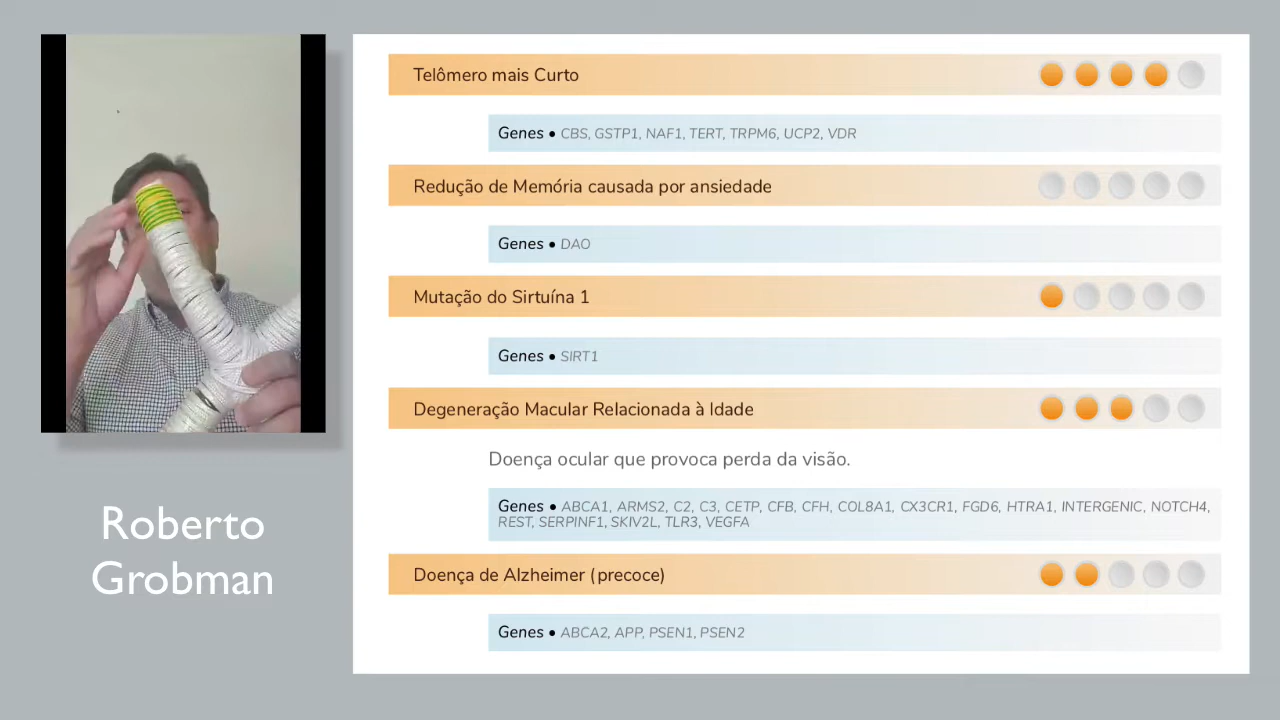 Telômero mais Curto
Genes • CBS, GSTP1, NAF1, TERT, TRPM6, UCP2, VDR
Redução de Memória causada por ansiedade
Genes • DAO
Mutação do Sirtuína 1
Genes • SIRT1
Degeneração Macular Relacionada à Idade
Doença ocular que provoca perda da visão.
Genes • ABCA1, ARMS2, C2, C3, CETP, CFB, CFH, COL8A1, CX3CR1, FGD6, HTRA1, INTERGENIC, NOTCH4,
REST, SERPINF1, SKIV2L, TLR3, VEGFA
Doença de Alzheimer (precoce)
Genes • ABCA2, APP, PSEN1, PSEN2
Roberto
Grobman